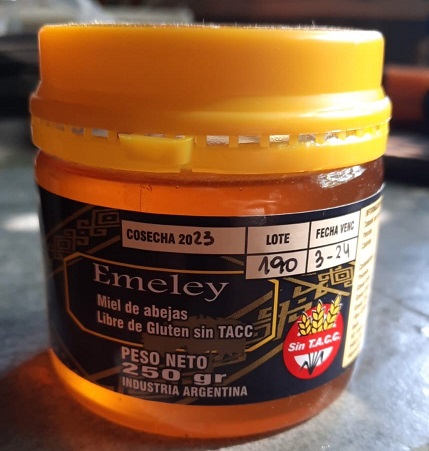 COSECHA 2023
LOTE
FECHA VENC
190
3-24
Emeley
Miel de abejas
Libre de Gluten sin TACC
PESO NETO
250 gr
INDUSTRIA ARGENTINA
Sin T.A.C.C.